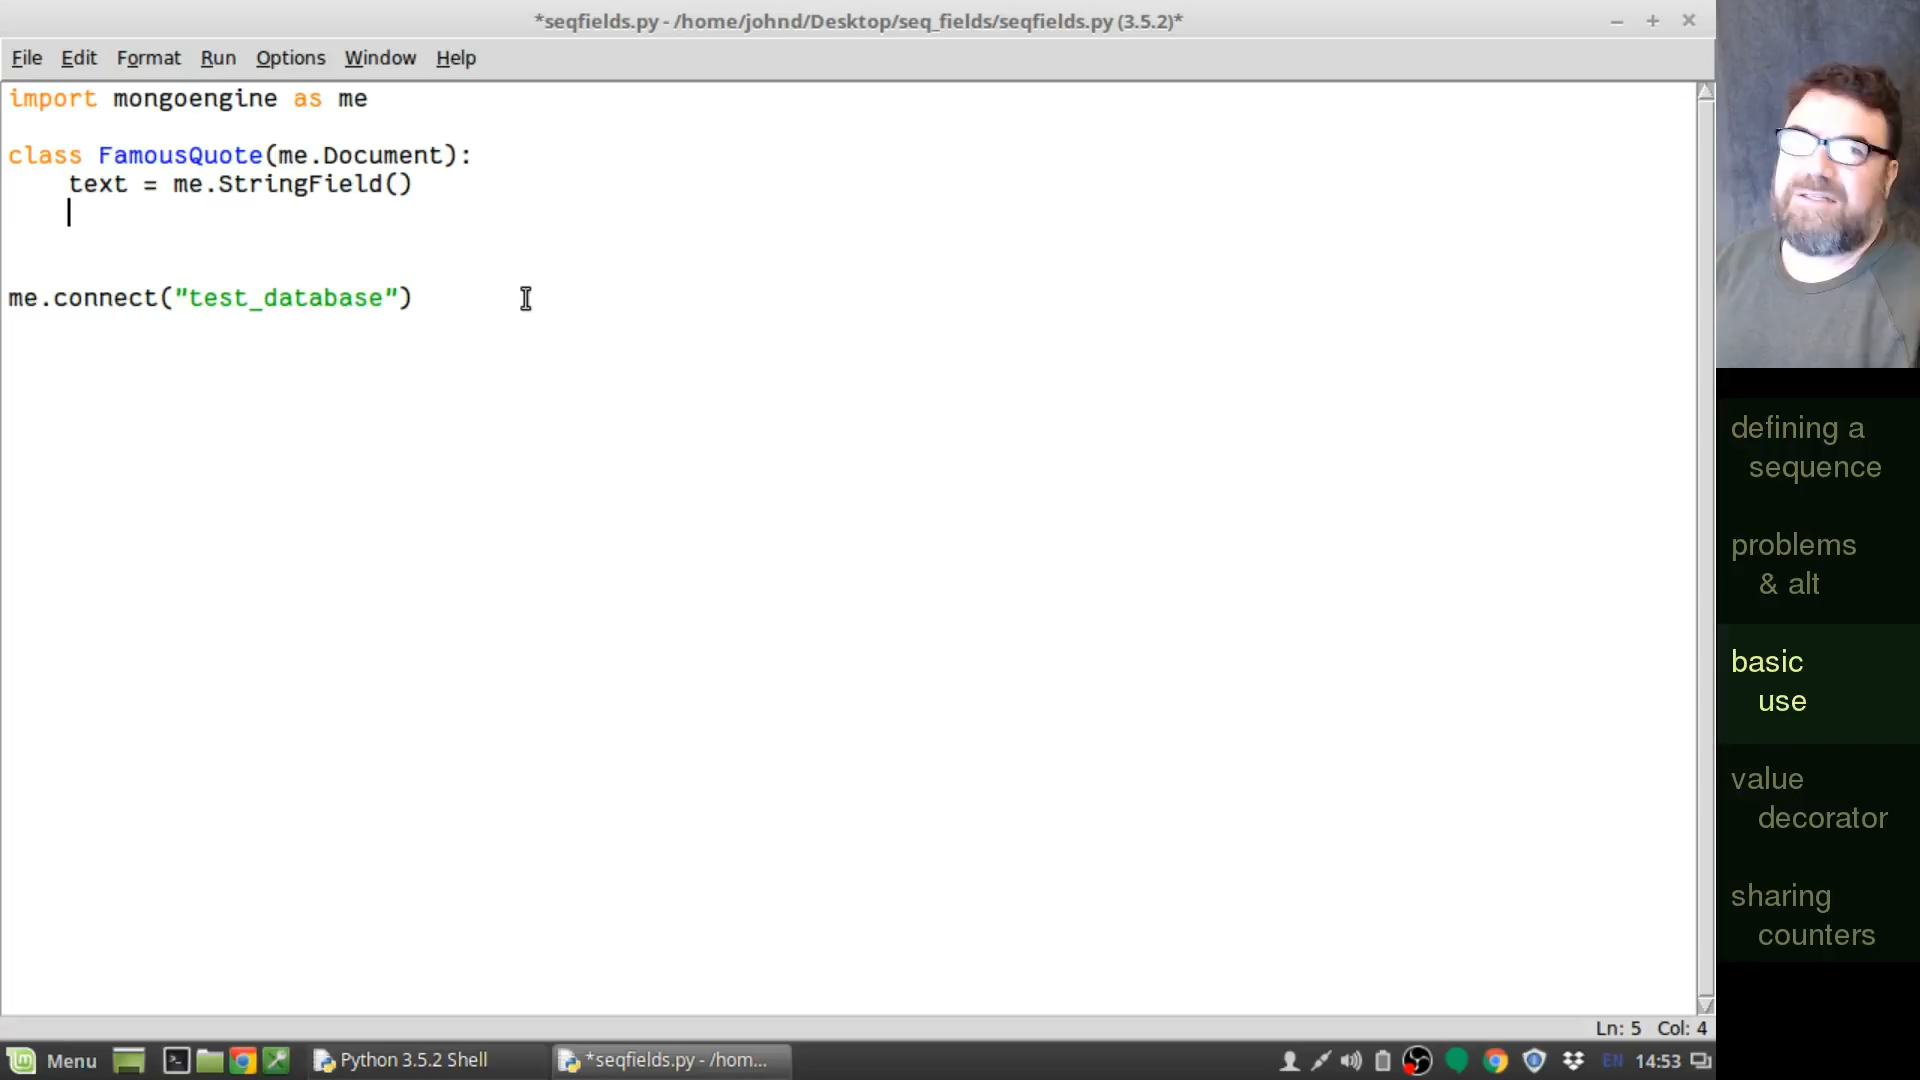 *seqfields.py - /home/johnd/Desktop/seq_fields/seqfields.py (3.5.2)*
File Edit Format Run Options Window Help
import mongoengine as me
class FamousQuote(me.Document):
text = me.StringField()
me.connect("test_database")
defining a
sequence
problems
& alt
basic
use
value
decorator
sharing
counters
Ln: 5 Col: 4
Menu Python 3.5.2 Shell *seqfields.py - /hom... EN 14:53